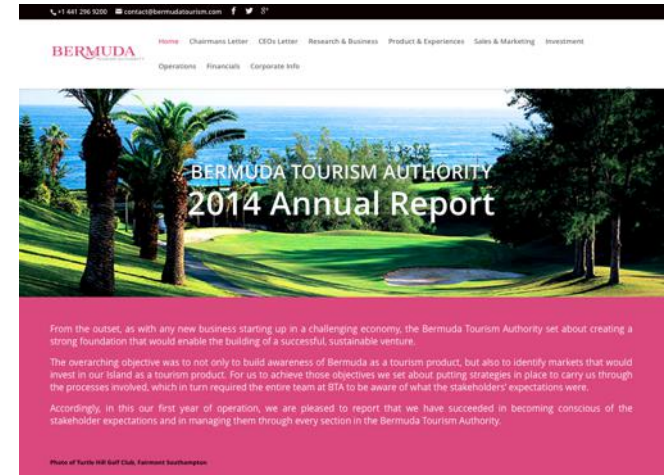 +1 441 296 9200 contact@bermudatourism.com
BERMUDA
TOURISM AUTHORITY
Home Chairmans Letter CEOs Letter Research & Business Product & Experiences Sales & Marketing Investment
Operations Financials Corporate Info
BERMUDA TOURISM AUTHORITY
2014 Annual Report
From the outset, as with any new business starting up in a challenging economy, the Bermuda Tourism Authority set about creating a
strong foundation that would enable the building of a successful, sustainable venture.
The overarching objective was to not only to build awareness of Bermuda as a tourism product, but also to identify markets that would
invest in our Island as a tourism product. For us to achieve those objectives we set about putting strategies in place to carry us through
the processes involved, which in turn required the entire team at BTA to be aware of what the stakeholders' expectations were.
Accordingly, in this our first year of operation, we are pleased to report that we have succeeded in becoming conscious of the
stakeholder expectations and in managing them through every section in the Bermuda Tourism Authority.
Photo of Turtle Hill Golf Club, Fairmont Southampton